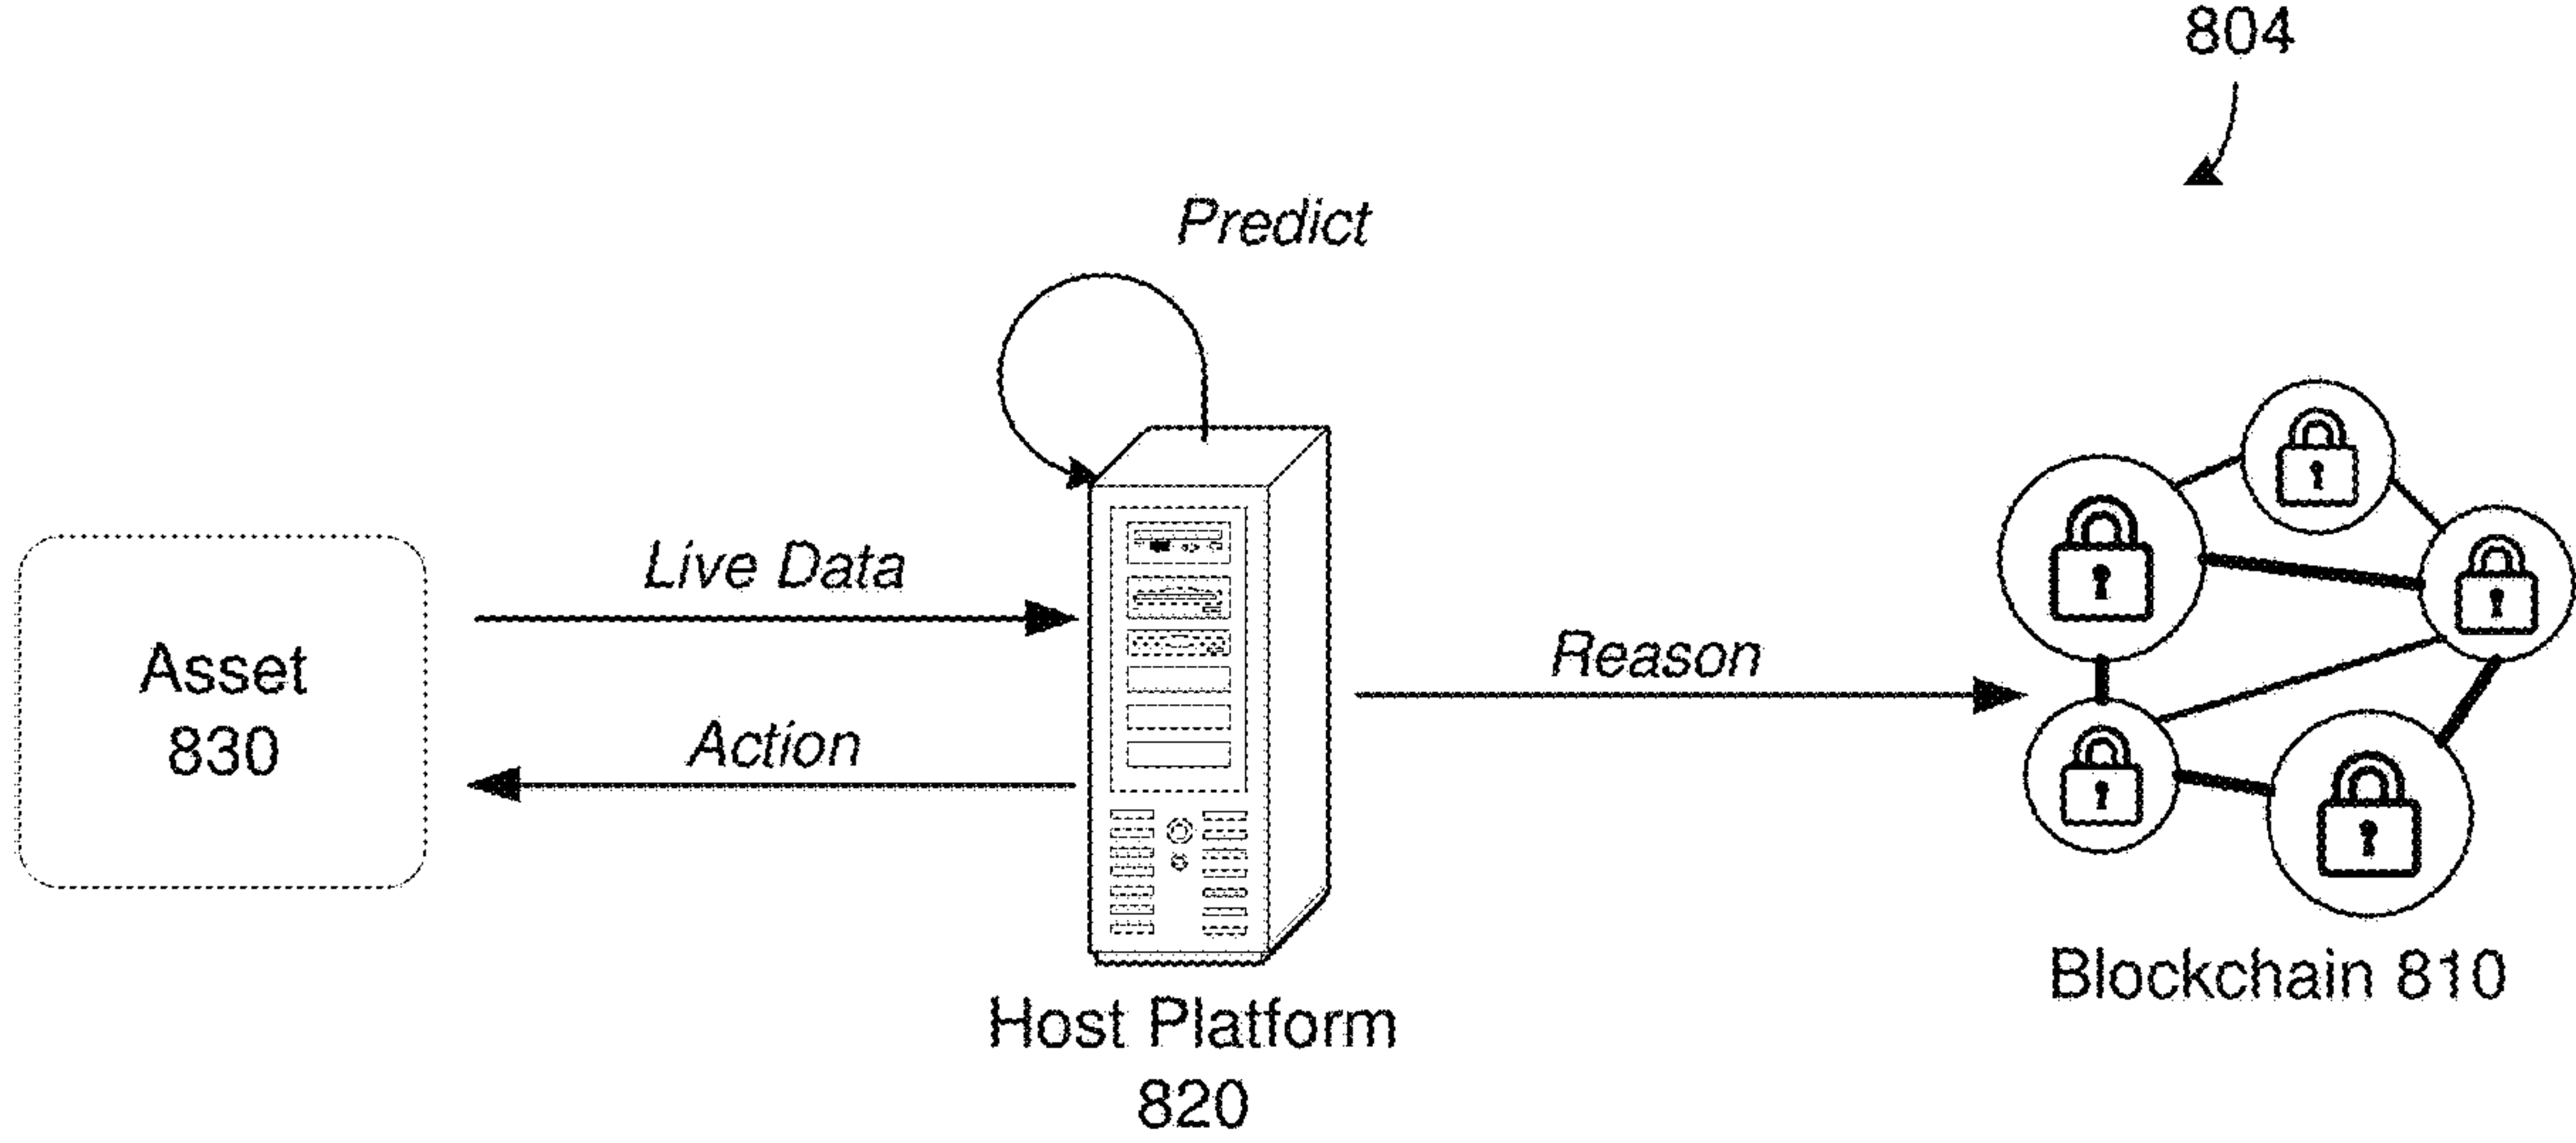 804
Predict
Live Data
Asset
830
Reason
Action
Blockchain 810
Host Platform
820